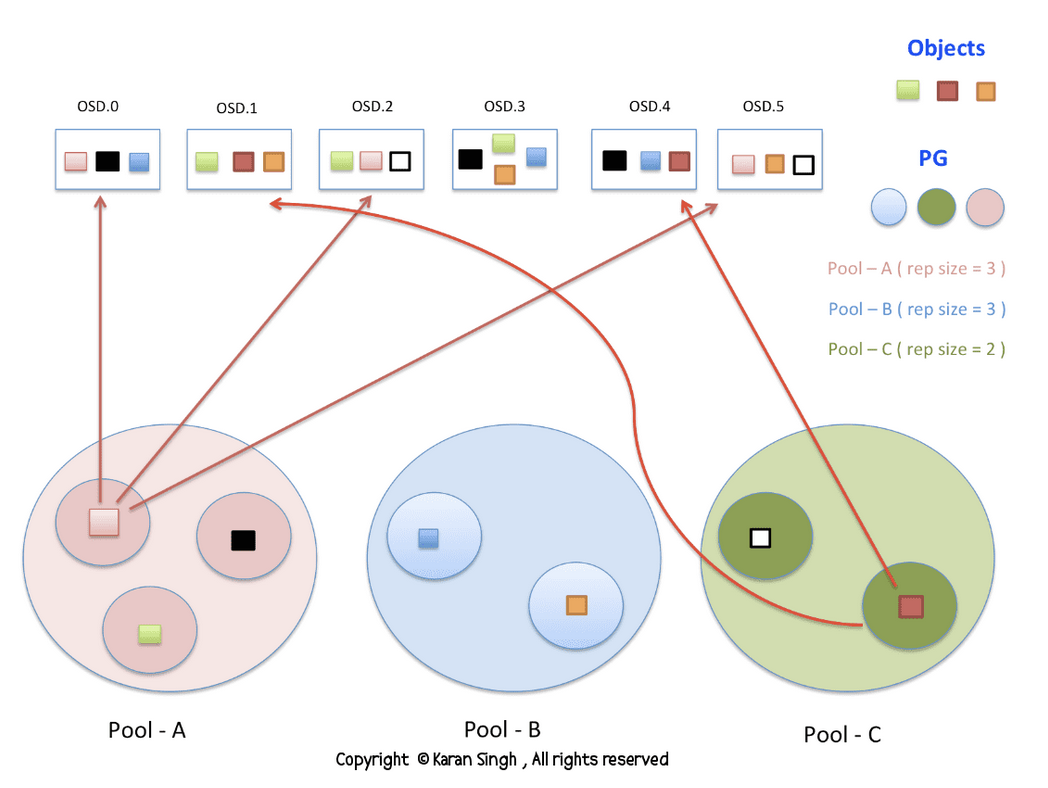 Objects
OSD.0
OSD.1
OSD.2
OSD.3
OSD.4
OSD.5
PG
Pool – A ( rep size = 3 )
Pool – B ( rep size = 3 )
Pool – C ( rep size = 2 )
Pool - A
Pool - B
Pool - C
Copyright © Karan Singh , All rights reserved